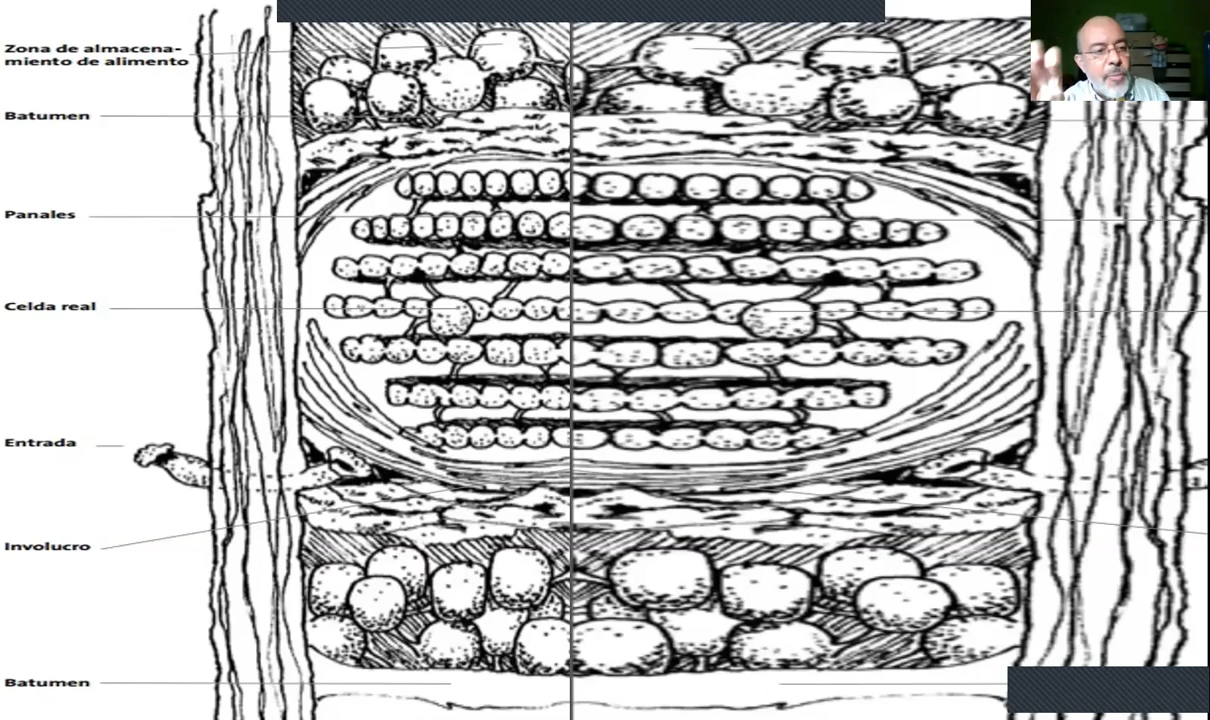 Zona de almacena-
miento de alimento
Batumen
Panales
Celda real
Entrada
Involucro
Batumen